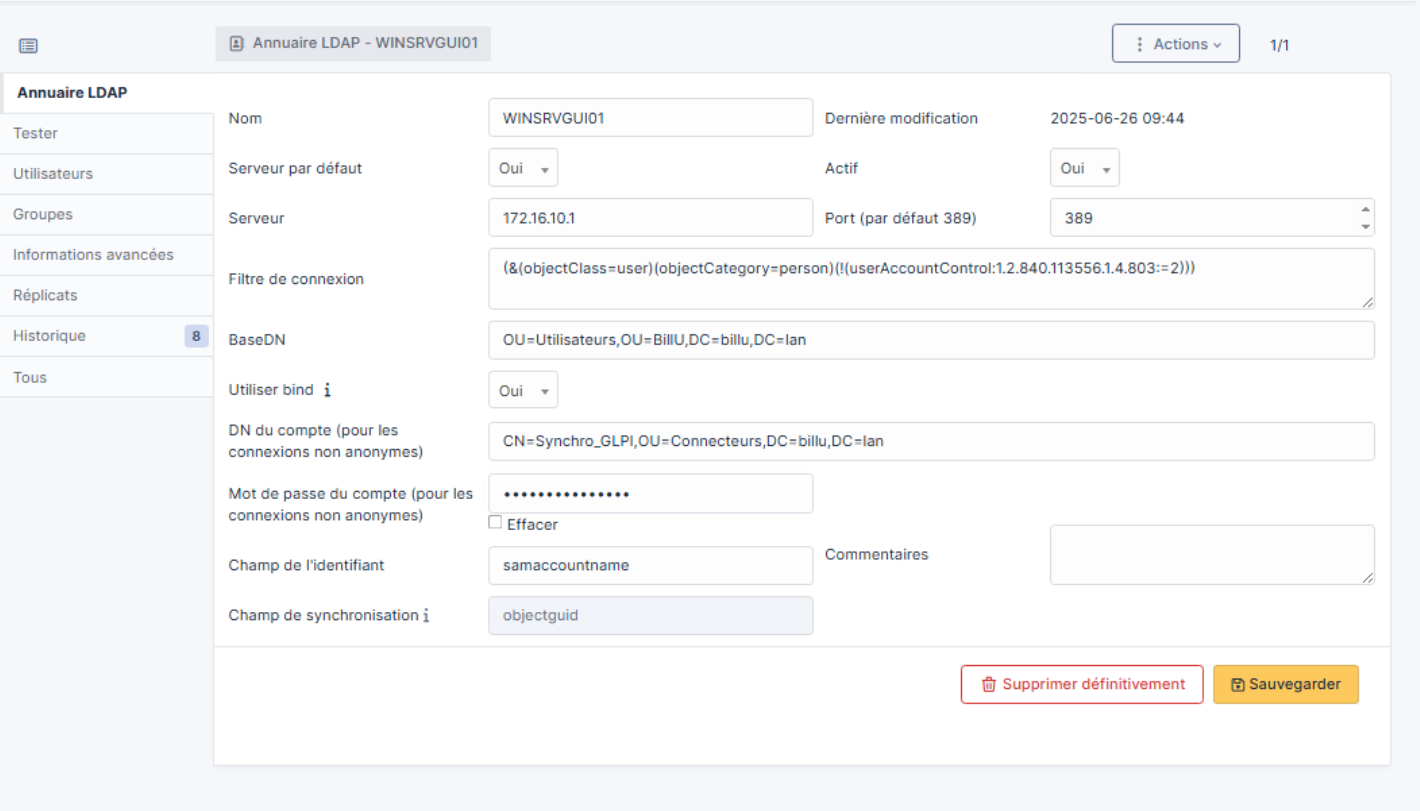 Annuaire LDAP - WINSRVGUI01
Actions
1/1
Annuaire LDAP
Tester
Utilisateurs
Groupes
Informations avancées
Réplicats
Historique 8
Tous
Nom WINSRVGUI01 Dernière modification 2025-06-26 09:44
Serveur par défaut Oui Actif Oui
Serveur 172.16.10.1 Port (par défaut 389) 389
Filtre de connexion (&(objectClass=user)(objectCategory=person)(!(userAccountControl:1.2.840.113556.1.4.803:=2)))
BaseDN OU=Utilisateurs,OU=BillU,DC=billu,DC=lan
Utiliser bind i Oui
DN du compte (pour les
connexions non anonymes) CN=Synchro_GLPI,OU=Connecteurs,DC=billu,DC=lan
Mot de passe du compte (pour les
connexions non anonymes) •••••••••••••••
Effacer
Champ de l'identifiant samaccountname Commentaires
Champ de synchronisation i objectguid
Supprimer définitivement Sauvegarder